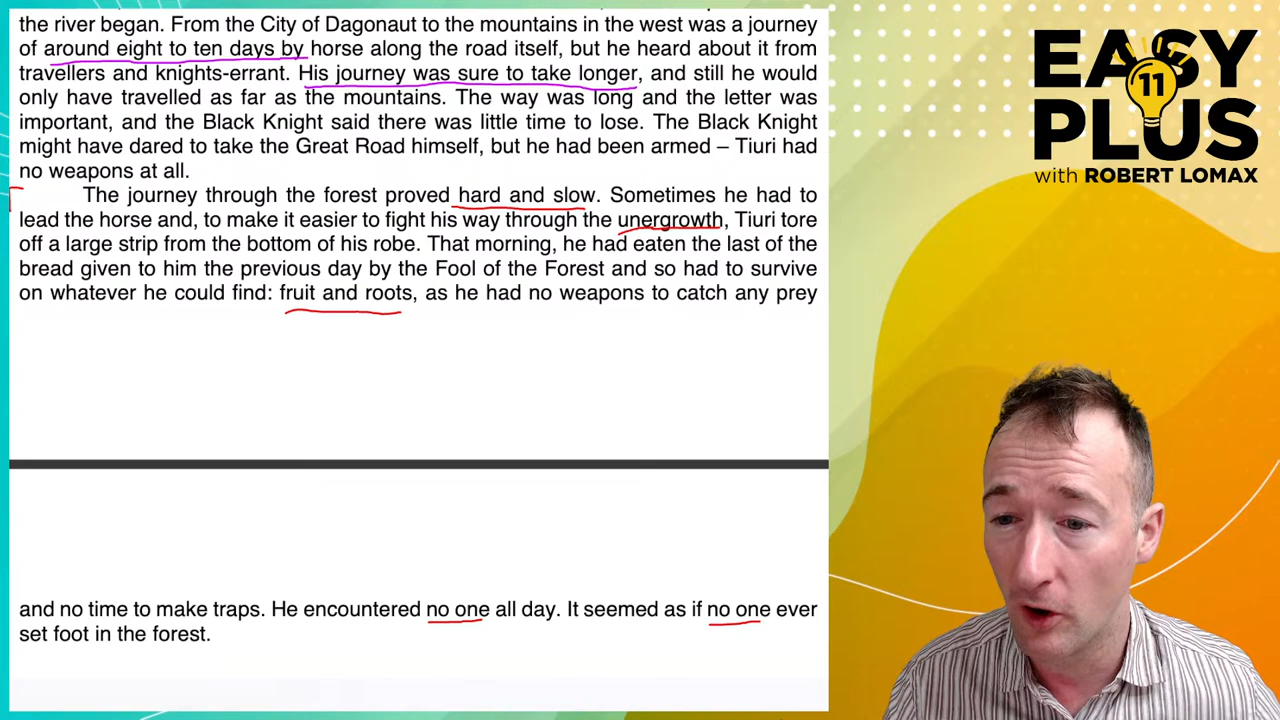 the river began. From the City of Dagonaut to the mountains in the west was a journey
of around eight to ten days by horse along the road itself, but he heard about it from
travellers and knights-errant. His journey was sure to take longer, and still he would
only have travelled as far as the mountains. The way was long and the letter was
important, and the Black Knight said there was little time to lose. The Black Knight
might have dared to take the Great Road himself, but he had been armed – Tiuri had
no weapons at all.
The journey through the forest proved hard and slow. Sometimes he had to
lead the horse and, to make it easier to fight his way through the unergrowth, Tiuri tore
off a large strip from the bottom of his robe. That morning, he had eaten the last of the
bread given to him the previous day by the Fool of the Forest and so had to survive
on whatever he could find: fruit and roots, as he had no weapons to catch any prey
and no time to make traps. He encountered no one all day. It seemed as if no one ever
set foot in the forest.
EASY
11
PLUS
with ROBERT LOMAX